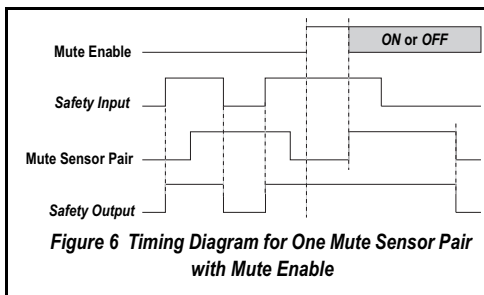 ON or OFF
Mute Enable
Safety Input
Mute Sensor Pair
Safety Output
Figure 6 Timing Diagram for One Mute Sensor Pair
with Mute Enable